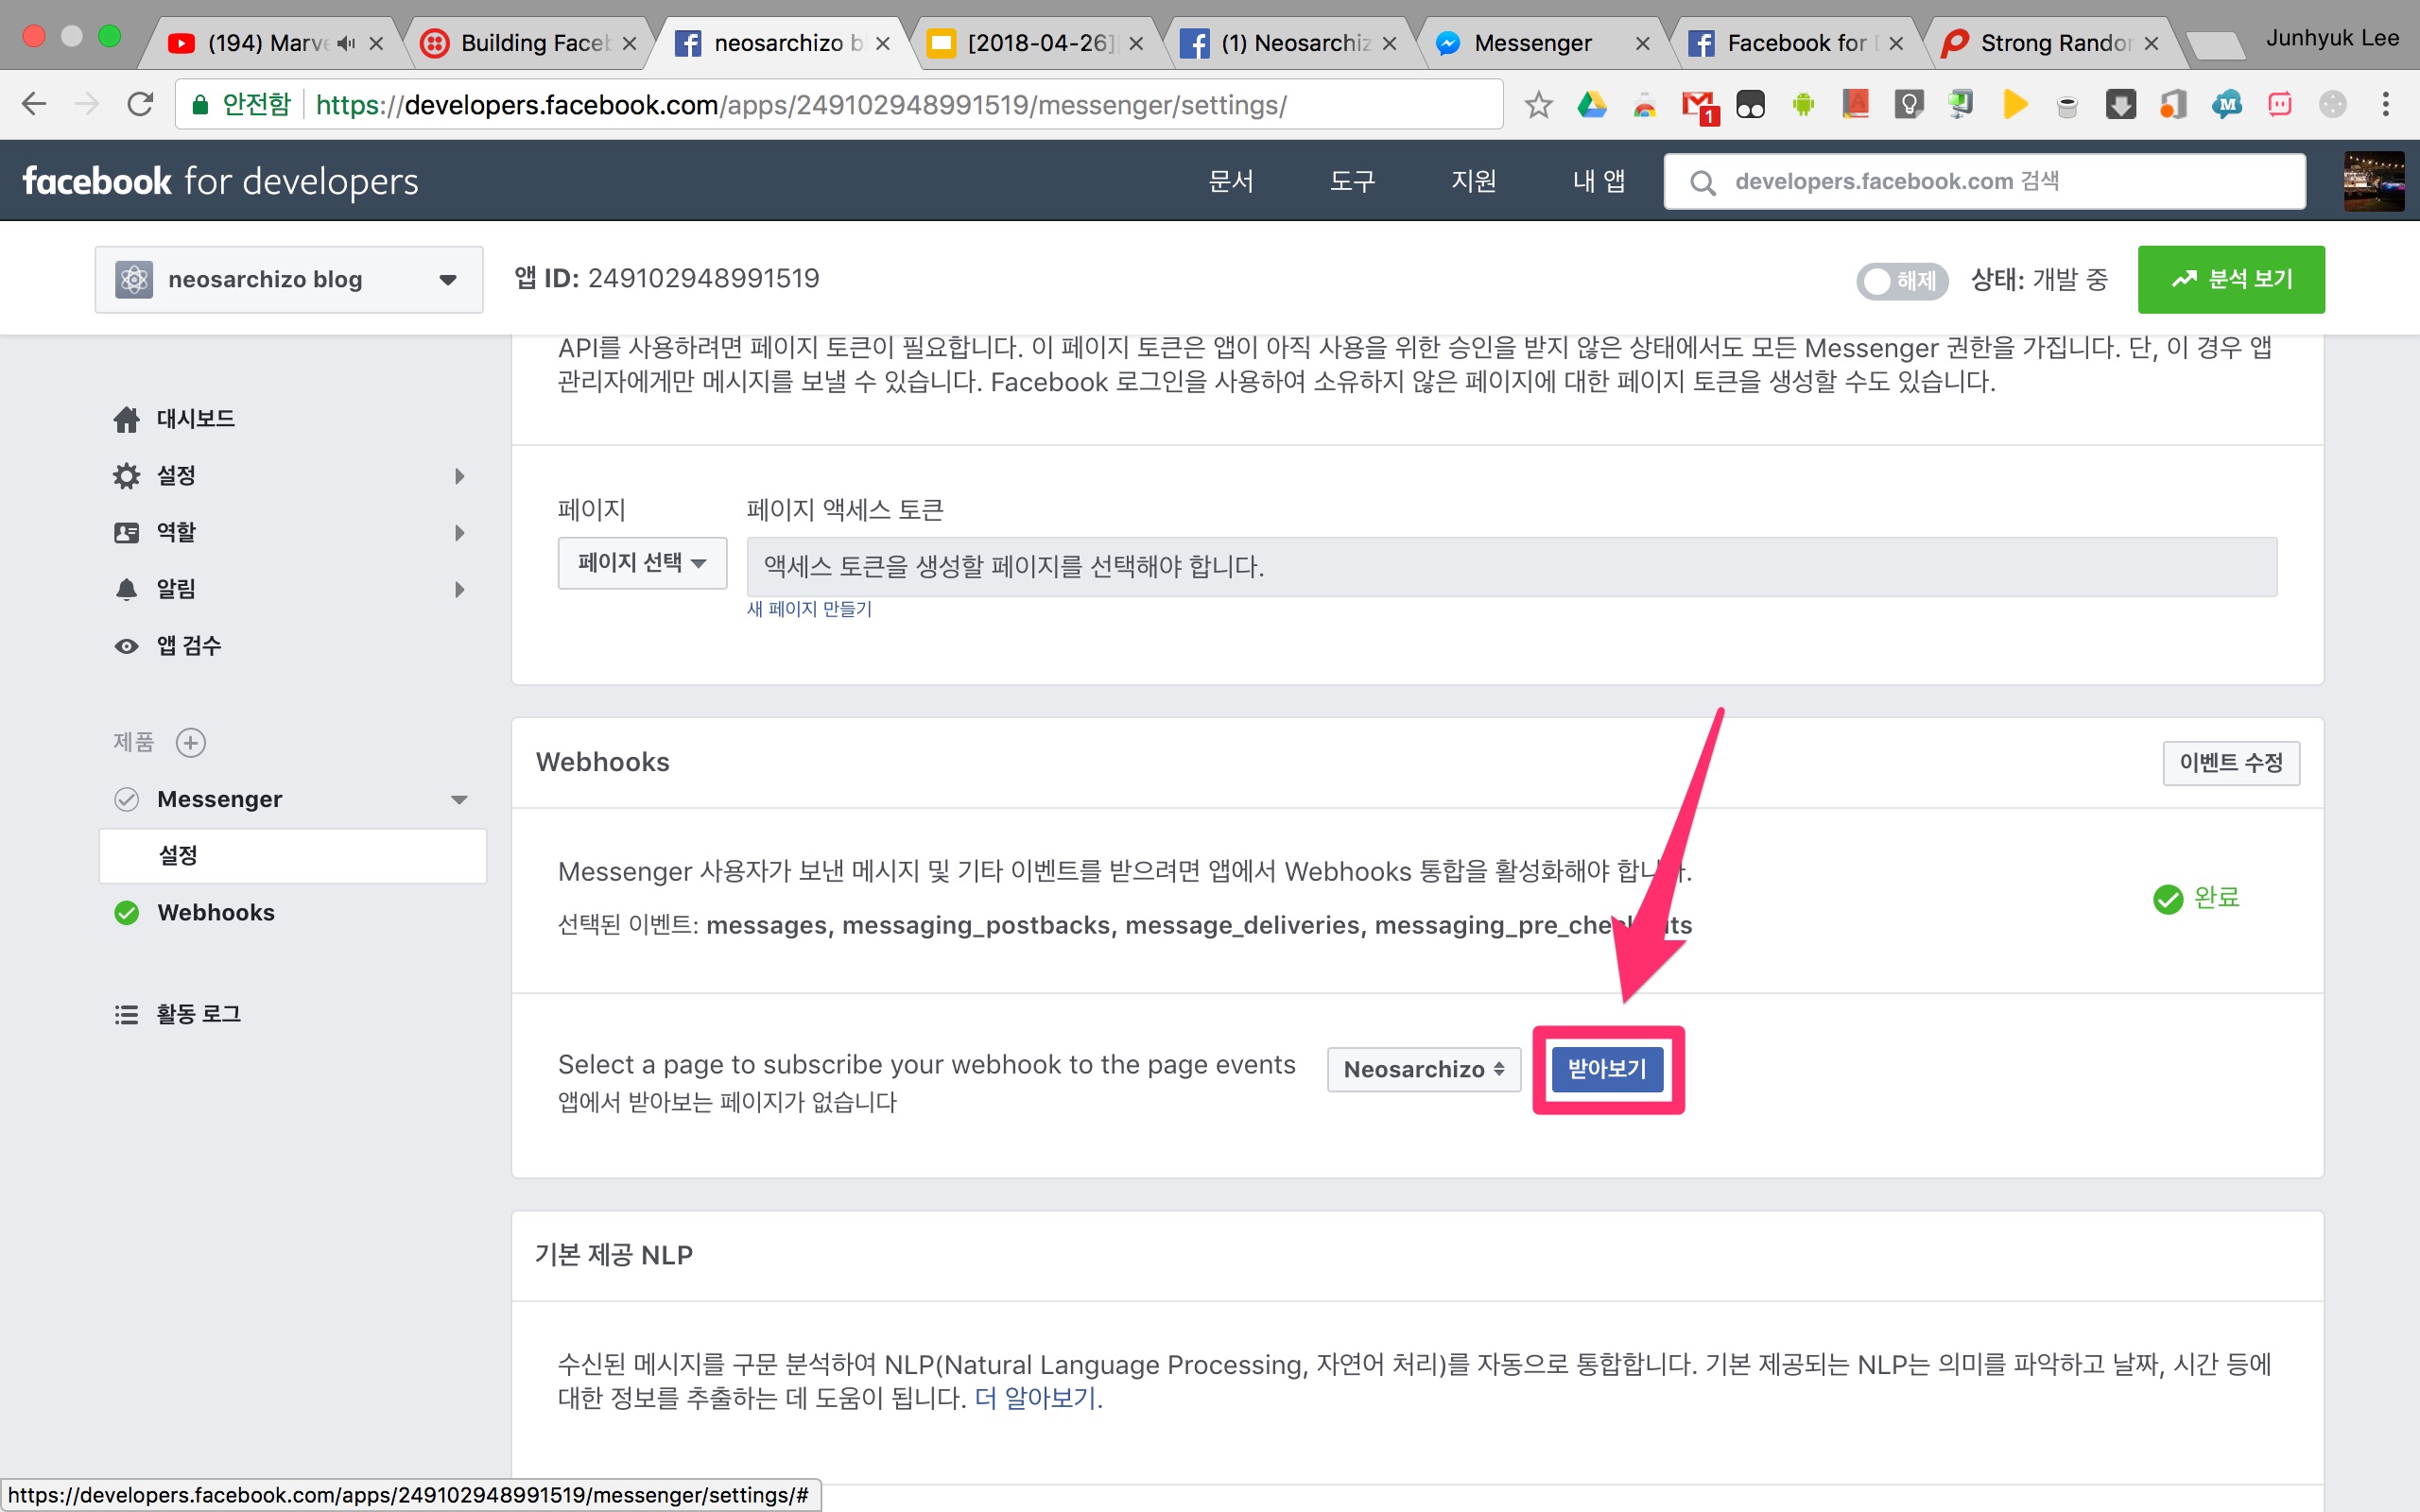 (194) Marve
Building Faceb
neosarchizo b
[2018-04-26]
(1) Neosarchiz
Messenger
Facebook for
Strong Randor
Junhyuk Lee
안전함 https://developers.facebook.com/apps/249102948991519/messenger/settings/
1
facebook for developers
문서 도구 지원 내 앱
developers.facebook.com 검색
neosarchizo blog
앱 ID: 249102948991519
해제
상태: 개발 중
분석 보기
API를 사용하려면 페이지 토큰이 필요합니다. 이 페이지 토큰은 앱이 아직 사용을 위한 승인을 받지 않은 상태에서도 모든 Messenger 권한을 가집니다. 단, 이 경우 앱
관리자에게만 메시지를 보낼 수 있습니다. Facebook 로그인을 사용하여 소유하지 않은 페이지에 대한 페이지 토큰을 생성할 수도 있습니다.
대시보드
설정
역할
알림
앱 검수
제품
Messenger
설정
Webhooks
활동 로그
페이지
페이지 액세스 토큰
페이지 선택
액세스 토큰을 생성할 페이지를 선택해야 합니다.
새 페이지 만들기
Webhooks
이벤트 수정
Messenger 사용자가 보낸 메시지 및 기타 이벤트를 받으려면 앱에서 Webhooks 통합을 활성화해야 합니다.
선택된 이벤트: messages, messaging_postbacks, message_deliveries, messaging_pre_checkouts
완료
Select a page to subscribe your webhook to the page events
Neosarchizo
받아보기
앱에서 받아보는 페이지가 없습니다
기본 제공 NLP
수신된 메시지를 구문 분석하여 NLP(Natural Language Processing, 자연어 처리)를 자동으로 통합합니다. 기본 제공되는 NLP는 의미를 파악하고 날짜, 시간 등에
대한 정보를 추출하는 데 도움이 됩니다. 더 알아보기.
https://developers.facebook.com/apps/249102948991519/messenger/settings/#